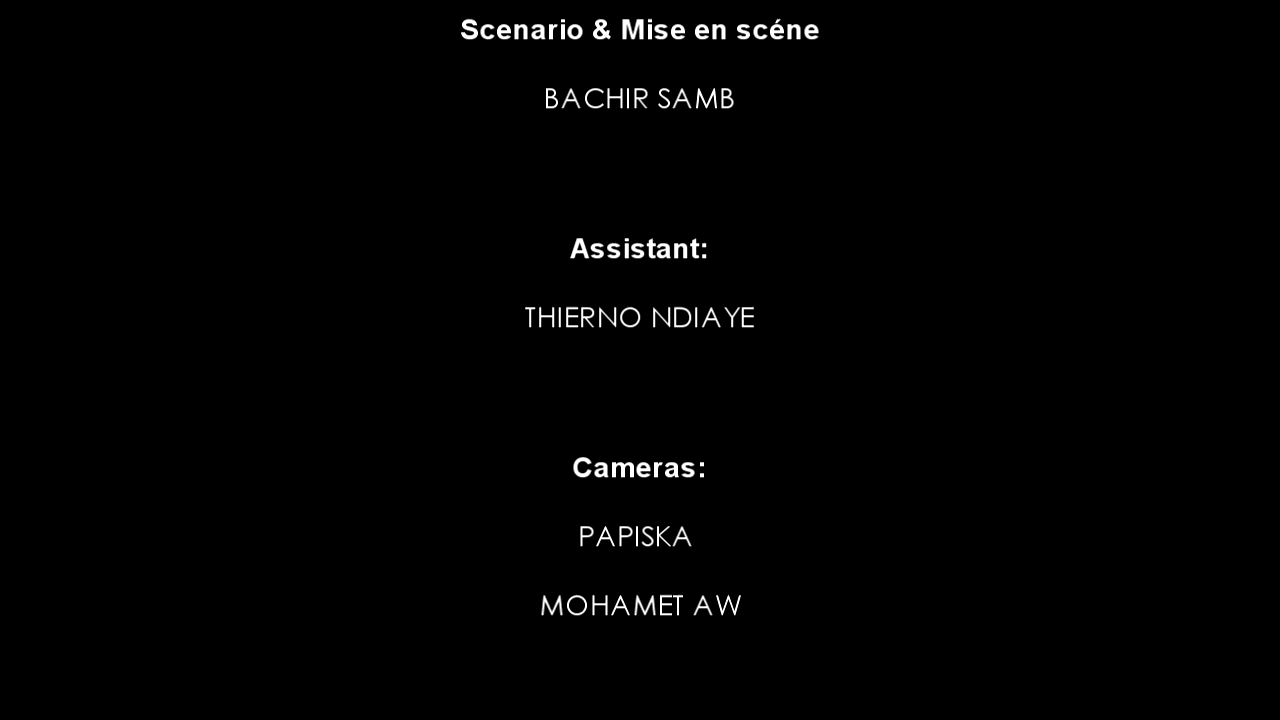 Scenario & Mise en scéne
BACHIR SAMB
Assistant:
THIERNO NDIAYE
Cameras:
PAPISKA
MOHAMET AW